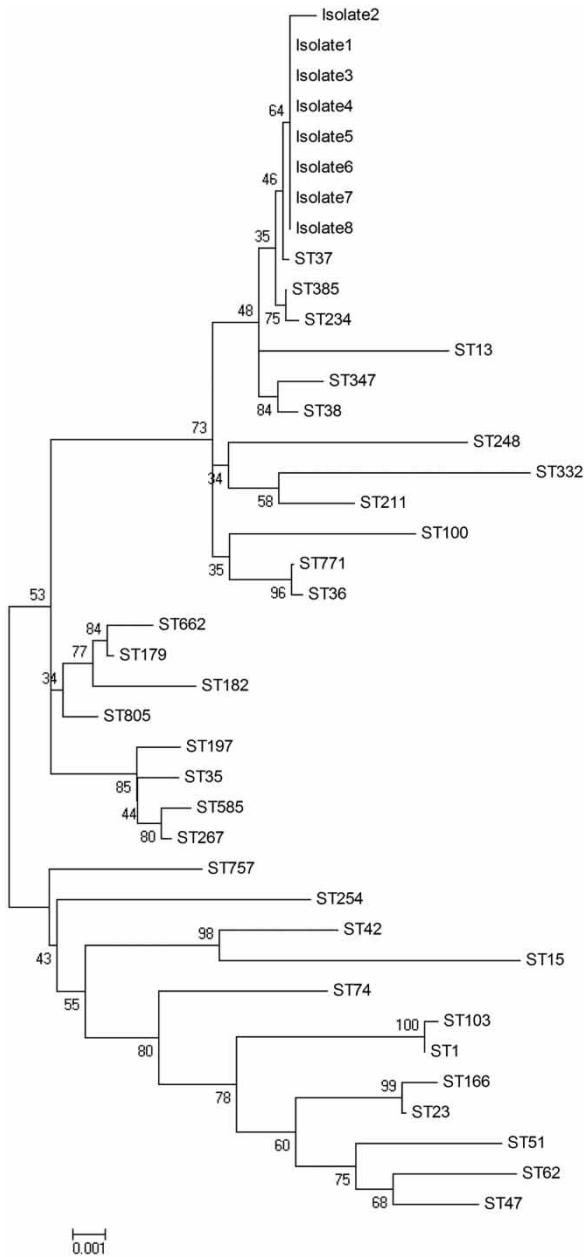 Isolate2
Isolate1
Isolate3
Isolate4
64
Isolate5
Isolate6
46
Isolate7
Isolate8
35
ST37
ST385
48
75
ST234
ST13
ST347
84
ST38
73
ST248
34
ST332
58
ST211
ST100
35
ST771
96
ST36
53
84
ST662
77
ST179
34
ST182
ST805
ST197
85
ST35
44
ST585
80
ST267
ST757
ST254
43
98
ST42
ST15
55
ST74
80
100
ST103
ST1
78
99
ST166
ST23
60
ST51
75
ST62
68
ST47
0.001